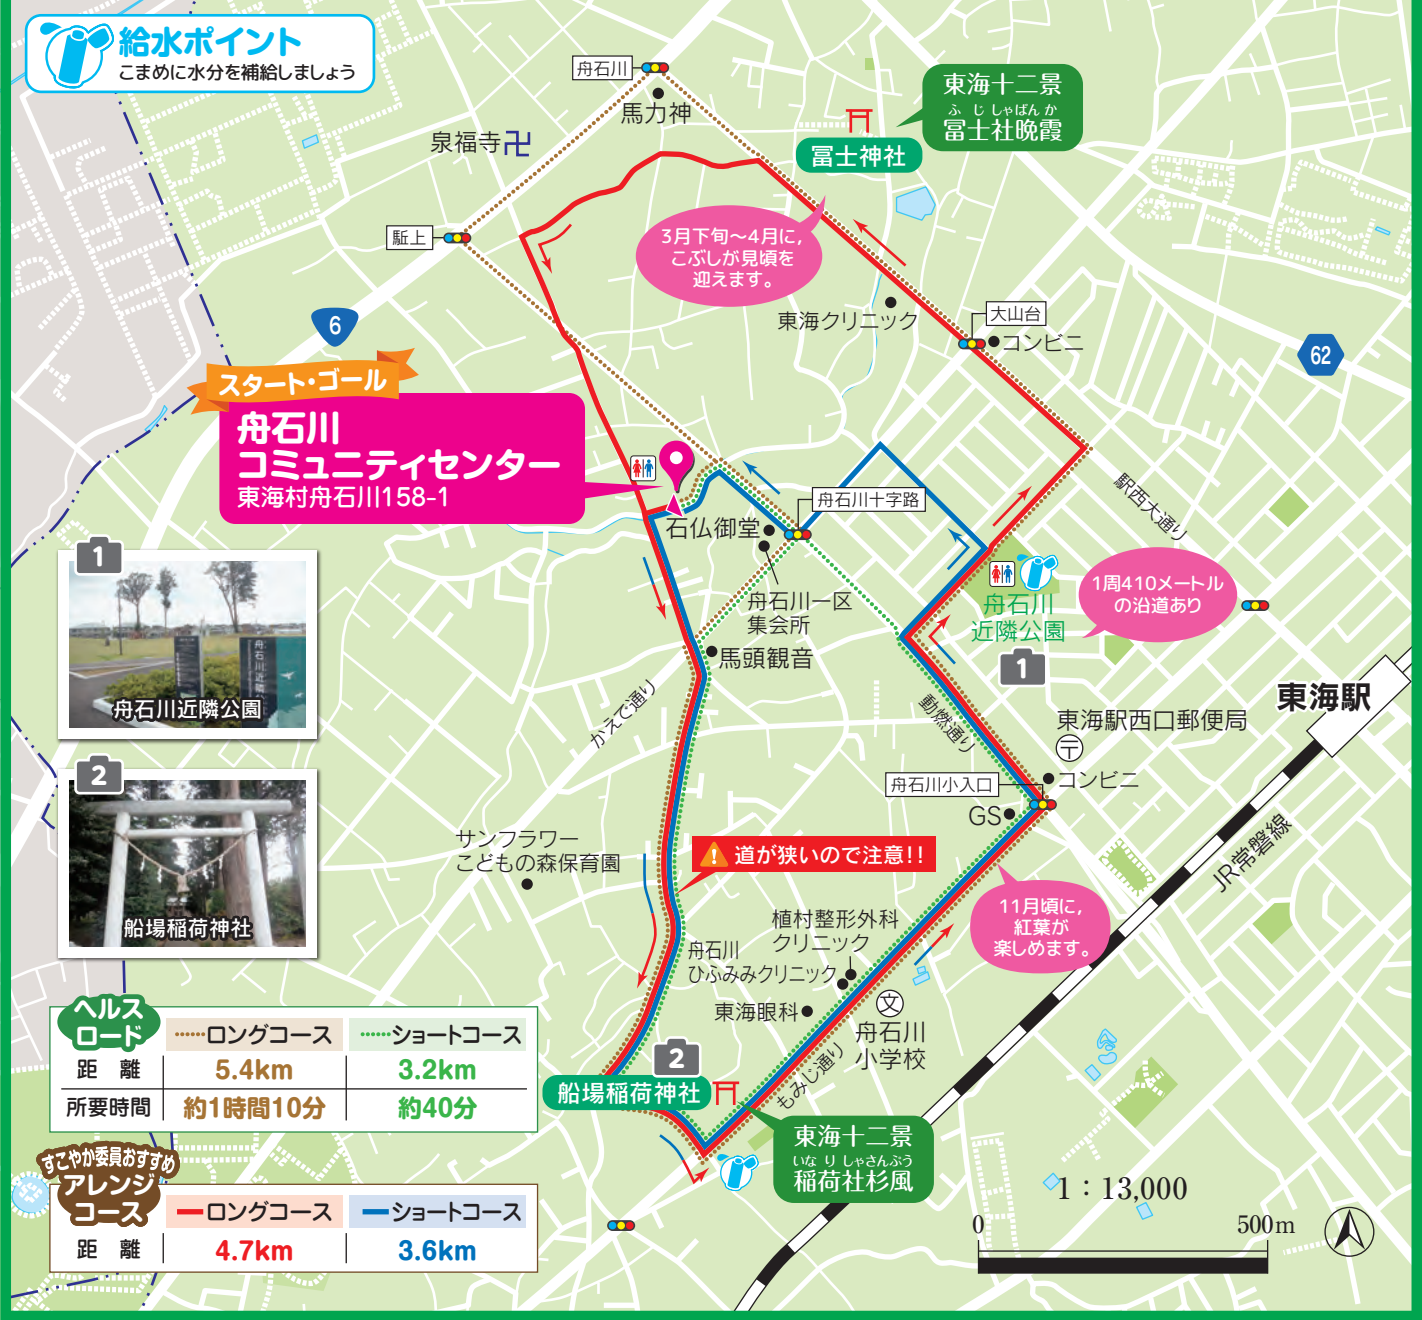 給水ポイント
こまめに水分を補給しましょう
舟石川
馬力神
泉福寺
東海十二景
ふじしゃばんか
冨士社晩霞
冨士神社
駈上
3月下旬〜4月に,
こぶしが見頃を
迎えます。
6
東海クリニック
大山台
コンビニ
62
スタート・ゴール
舟石川
コミュニティセンター
東海村舟石川158-1
舟石川十字路
石仏御堂
駅西大通り
舟石川一区
集会所
舟石川
近隣公園
1周410メートル
の沿道あり
1
1
舟石川近隣公園
馬頭観音
かえで通り
動燃通り
東海駅
東海駅西口郵便局
コンビニ
舟石川小入口
GS
2
船場稲荷神社
サンフラワー
こどもの森保育園
道が狭いので注意!!
JR常磐線
11月頃に,
紅葉が
楽しめます。
植村整形外科
クリニック
舟石川
ひふみみクリニック
東海眼科
文
舟石川
小学校
もみじ通り
2
船場稲荷神社
東海十二景
いなりしゃさんぷう
稲荷社杉風
ヘルス
ロード
ロングコース ショートコース
距離 5.4km 3.2km
所要時間 約1時間10分 約40分
すこやか委員おすすめ
アレンジ
コース
ロングコース ショートコース
距離 4.7km 3.6km
1：13,000
0 500m